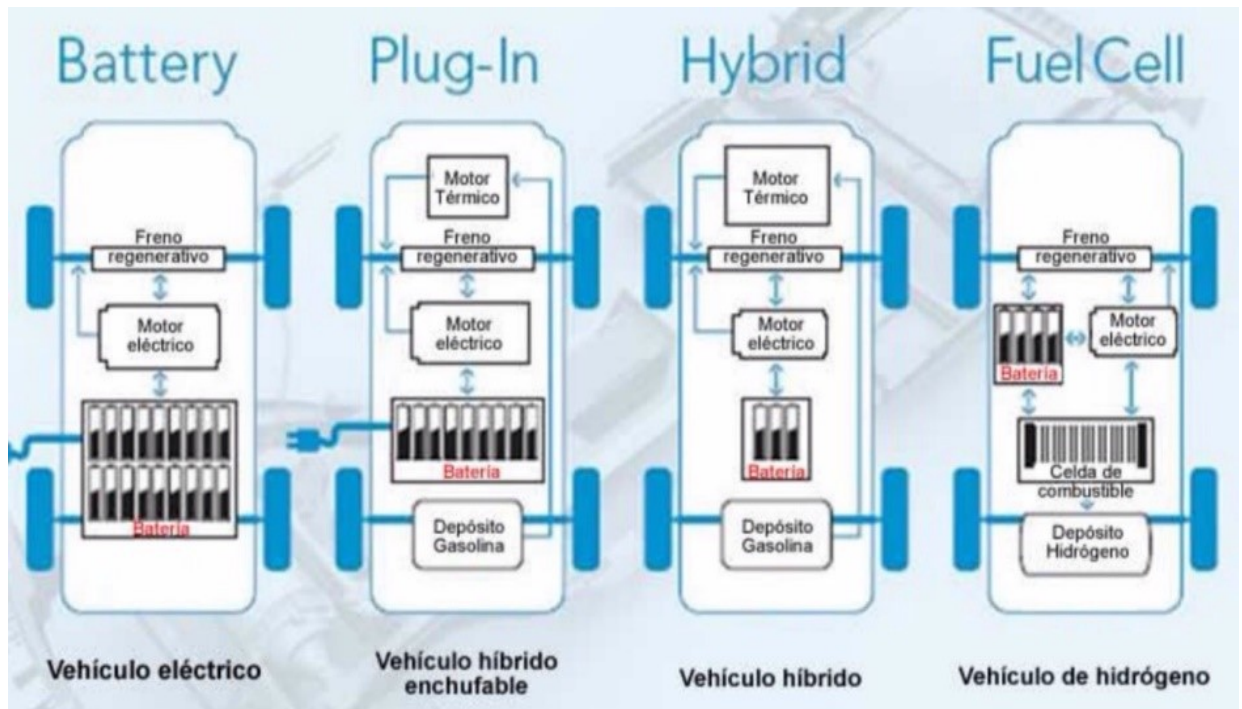 Battery
Plug-In
Hybrid
Fuel Cell
Motor
Térmico
Freno
regenerativo
Motor
eléctrico
Batería
Vehículo eléctrico
Freno
regenerativo
Motor
eléctrico
Batería
Depósito
Gasolina
Vehículo híbrido
enchufable
Motor
Térmico
Freno
regenerativo
Motor
eléctrico
Batería
Depósito
Gasolina
Vehículo híbrido
Freno
regenerativo
Motor
eléctrico
Batería
Celda de
combustible
Depósito
Hidrógeno
Vehículo de hidrógeno